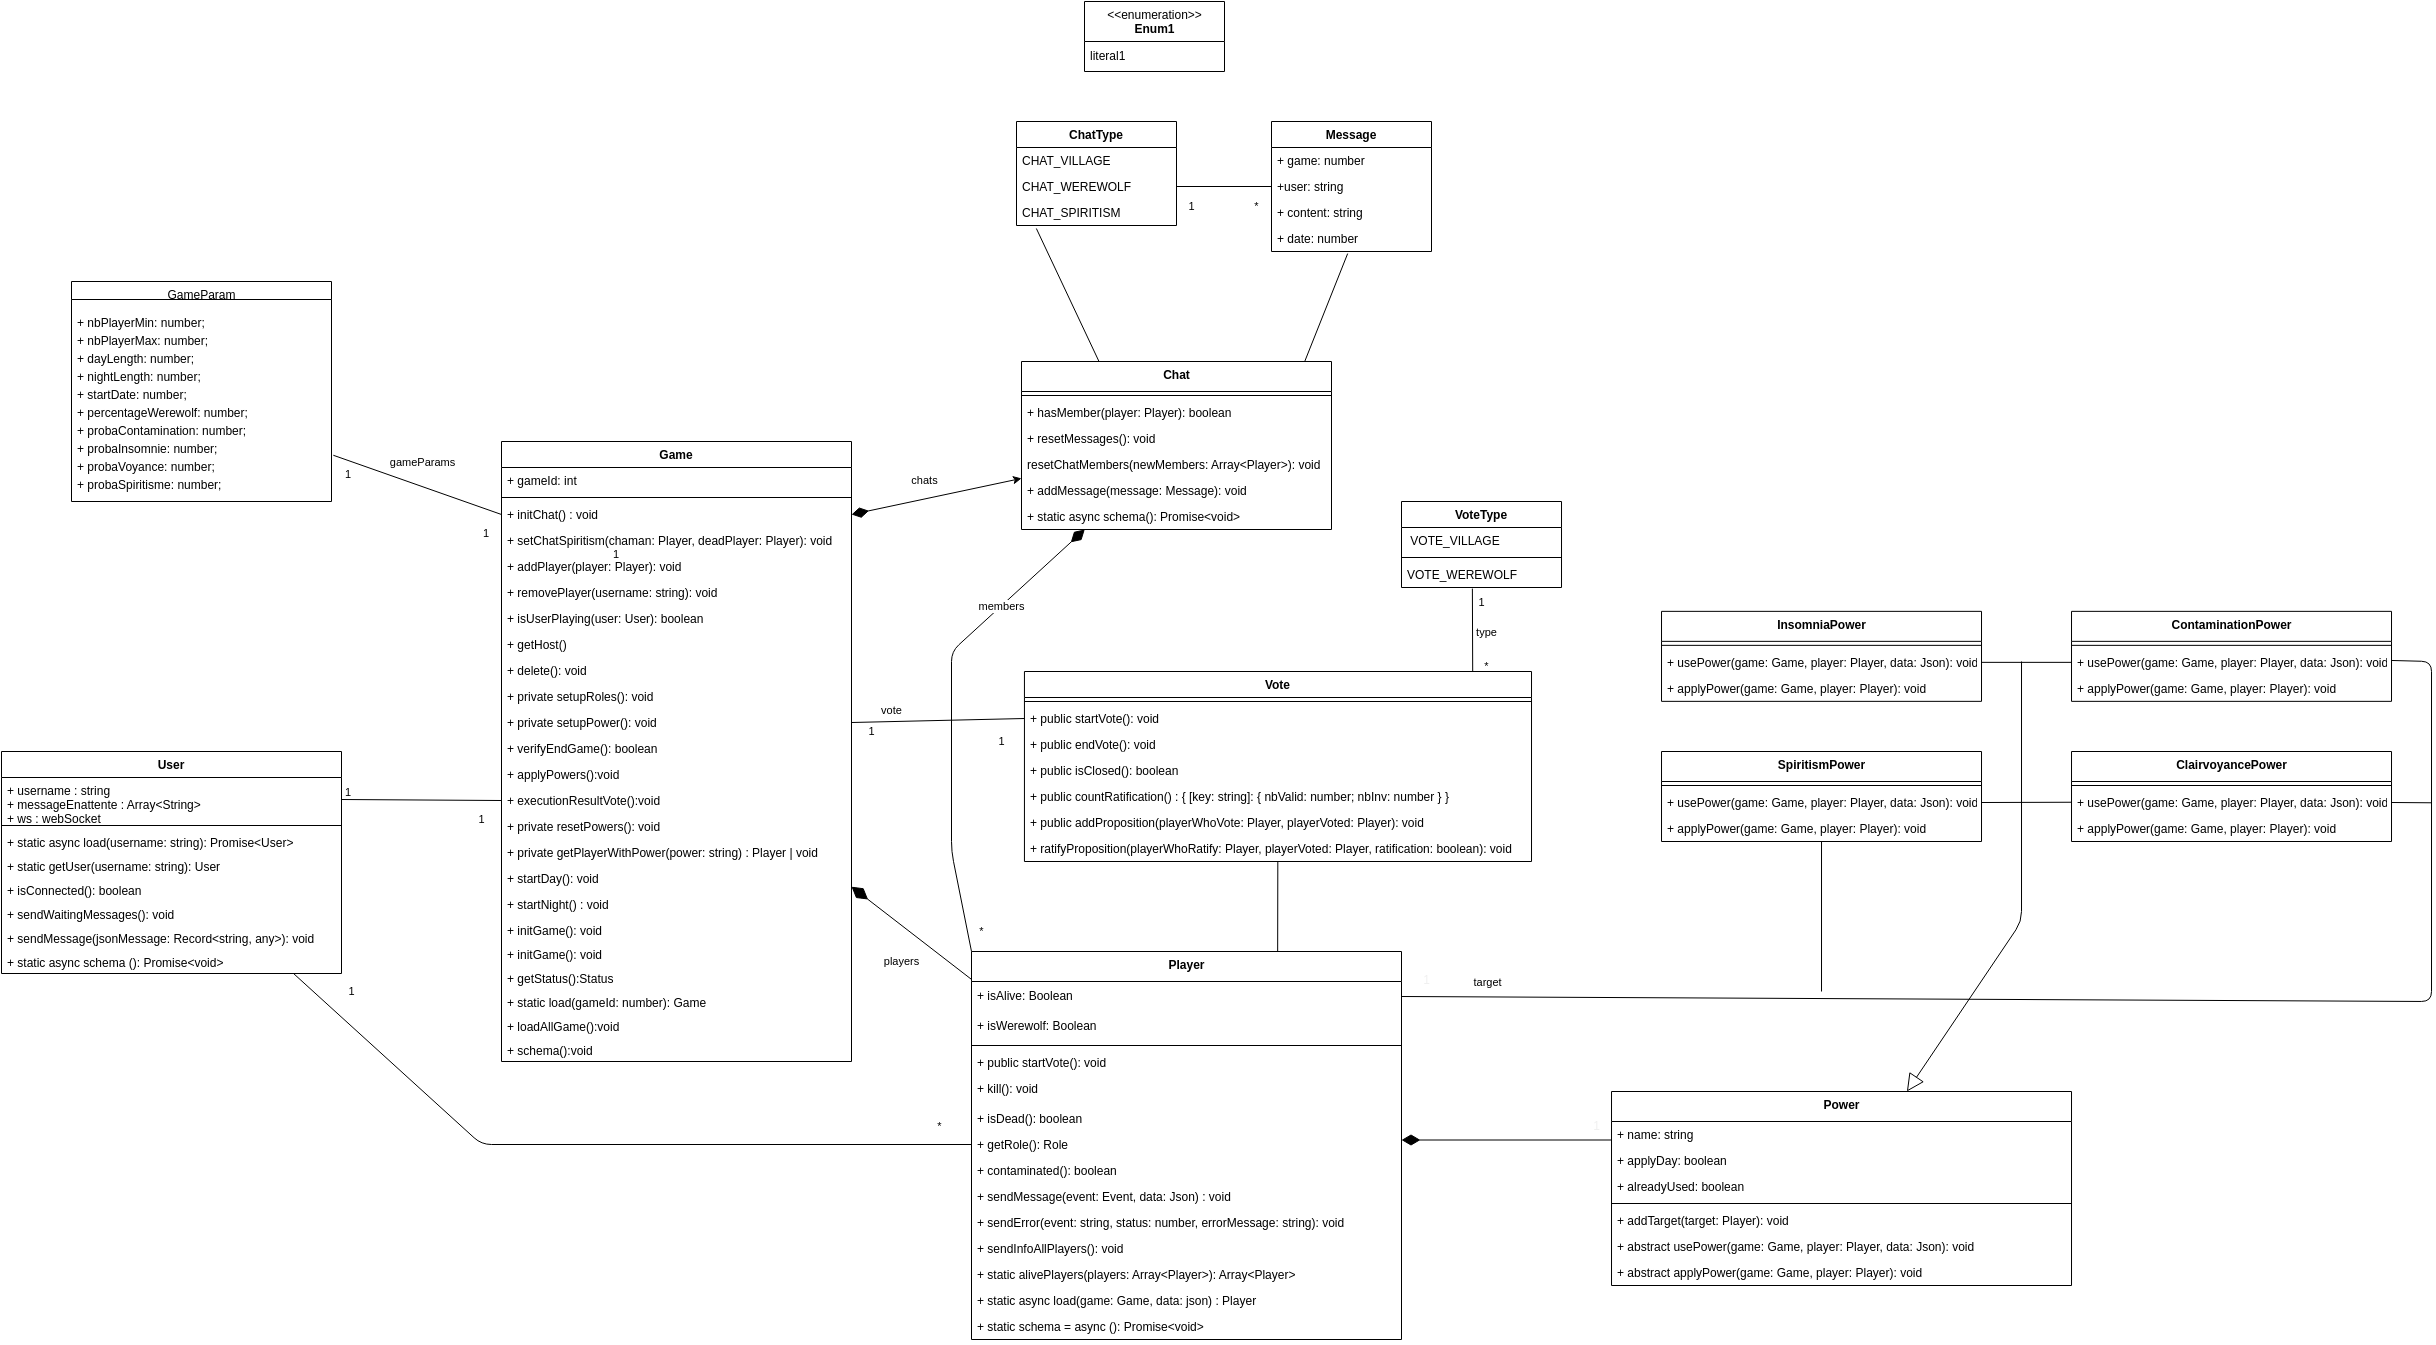 <<enumeration>>
Enum1
literal1
ChatType
CHAT_VILLAGE
CHAT_WEREWOLF
CHAT_SPIRITISM
1
*
Message
+ game: number
+user: string
+ content: string
+ date: number
GameParam
+ nbPlayerMin: number;
+ nbPlayerMax: number;
+ dayLength: number;
+ nightLength: number;
+ startDate: number;
+ percentageWerewolf: number;
+ probaContamination: number;
+ probaInsomnie: number;
+ probaVoyance: number;
+ probaSpiritisme: number;
1
gameParams
1
Chat
+ hasMember(player: Player): boolean
+ resetMessages(): void
resetChatMembers(newMembers: Array<Player>): void
+ addMessage(message: Message): void
+ static async schema(): Promise<void>
Game
+ gameId: int
+ initChat() : void
+ setChatSpiritism(chaman: Player, deadPlayer: Player): void
1
+ addPlayer(player: Player): void
+ removePlayer(username: string): void
+ isUserPlaying(user: User): boolean
+ getHost()
+ delete(): void
+ private setupRoles(): void
+ private setupPower(): void
+ verifyEndGame(): boolean
+ applyPowers():void
+ executionResultVote():void
+ private resetPowers(): void
+ private getPlayerWithPower(power: string) : Player | void
+ startDay(): void
+ startNight() : void
+ initGame(): void
+ initGame(): void
+ getStatus():Status
+ static load(gameId: number): Game
+ loadAllGame():void
+ schema():void
chats
members
VoteType
VOTE_VILLAGE
VOTE_WEREWOLF
1
type
*
vote
1
1
Vote
+ public startVote(): void
+ public endVote(): void
+ public isClosed(): boolean
+ public countRatification() : { [key: string]: { nbValid: number; nbInv: number } }
+ public addProposition(playerWhoVote: Player, playerVoted: Player): void
+ ratifyProposition(playerWhoRatify: Player, playerVoted: Player, ratification: boolean): void
InsomniaPower
+ usePower(game: Game, player: Player, data: Json): void
+ applyPower(game: Game, player: Player): void
ContaminationPower
+ usePower(game: Game, player: Player, data: Json): void
+ applyPower(game: Game, player: Player): void
SpiritismPower
+ usePower(game: Game, player: Player, data: Json): void
+ applyPower(game: Game, player: Player): void
ClairvoyancePower
+ usePower(game: Game, player: Player, data: Json): void
+ applyPower(game: Game, player: Player): void
User
+ username : string
+ messageEnattente : Array<String>
+ ws : webSocket
+ static async load(username: string): Promise<User>
+ static getUser(username: string): User
+ isConnected(): boolean
+ sendWaitingMessages(): void
+ sendMessage(jsonMessage: Record<string, any>): void
+ static async schema (): Promise<void>
1
1
1
*
players
*
Player
+ isAlive: Boolean
+ isWerewolf: Boolean
+ public startVote(): void
+ kill(): void
+ isDead(): boolean
+ getRole(): Role
+ contaminated(): boolean
+ sendMessage(event: Event, data: Json) : void
+ sendError(event: string, status: number, errorMessage: string): void
+ sendInfoAllPlayers(): void
+ static alivePlayers(players: Array<Player>): Array<Player>
+ static async load(game: Game, data: json) : Player
+ static schema = async (): Promise<void>
1
target
1
Power
+ name: string
+ applyDay: boolean
+ alreadyUsed: boolean
+ addTarget(target: Player): void
+ abstract usePower(game: Game, player: Player, data: Json): void
+ abstract applyPower(game: Game, player: Player): void